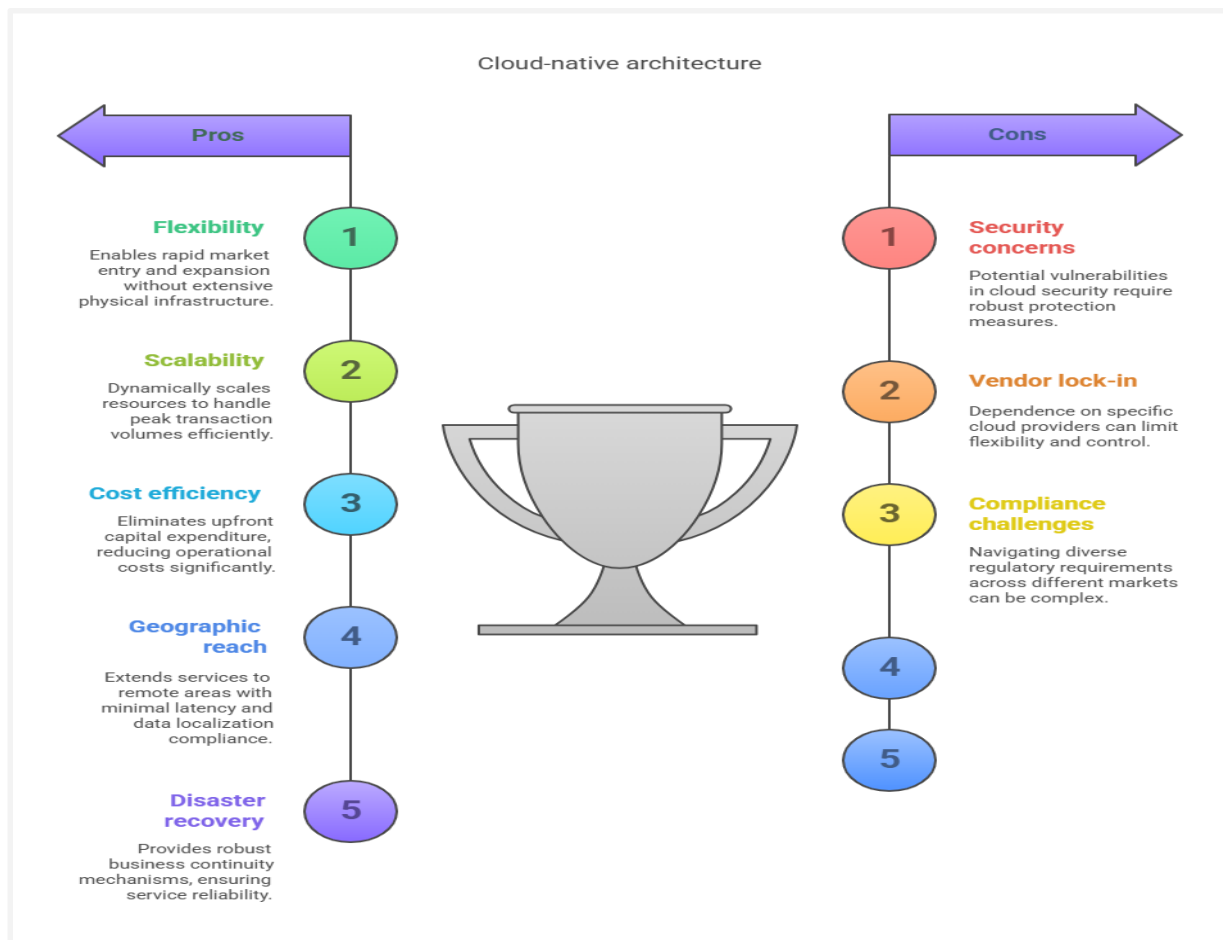 Cloud-native architecture
Pros
1
Flexibility
Enables rapid market
entry and expansion
without extensive
physical infrastructure.
2
Scalability
Dynamically scales
resources to handle
peak transaction
volumes efficiently.
3
Cost efficiency
Eliminates upfront
capital expenditure,
reducing operational
costs significantly.
4
Geographic
reach
Extends services to
remote areas with
minimal latency and
data localization
compliance.
5
Disaster
recovery
Provides robust
business continuity
mechanisms, ensuring
service reliability.
Cons
1
Security
concerns
Potential vulnerabilities
in cloud security require
robust protection
measures.
2
Vendor lock-in
Dependence on specific
cloud providers can limit
flexibility and control.
3
Compliance
challenges
Navigating diverse
regulatory requirements
across different markets
can be complex.
4
5